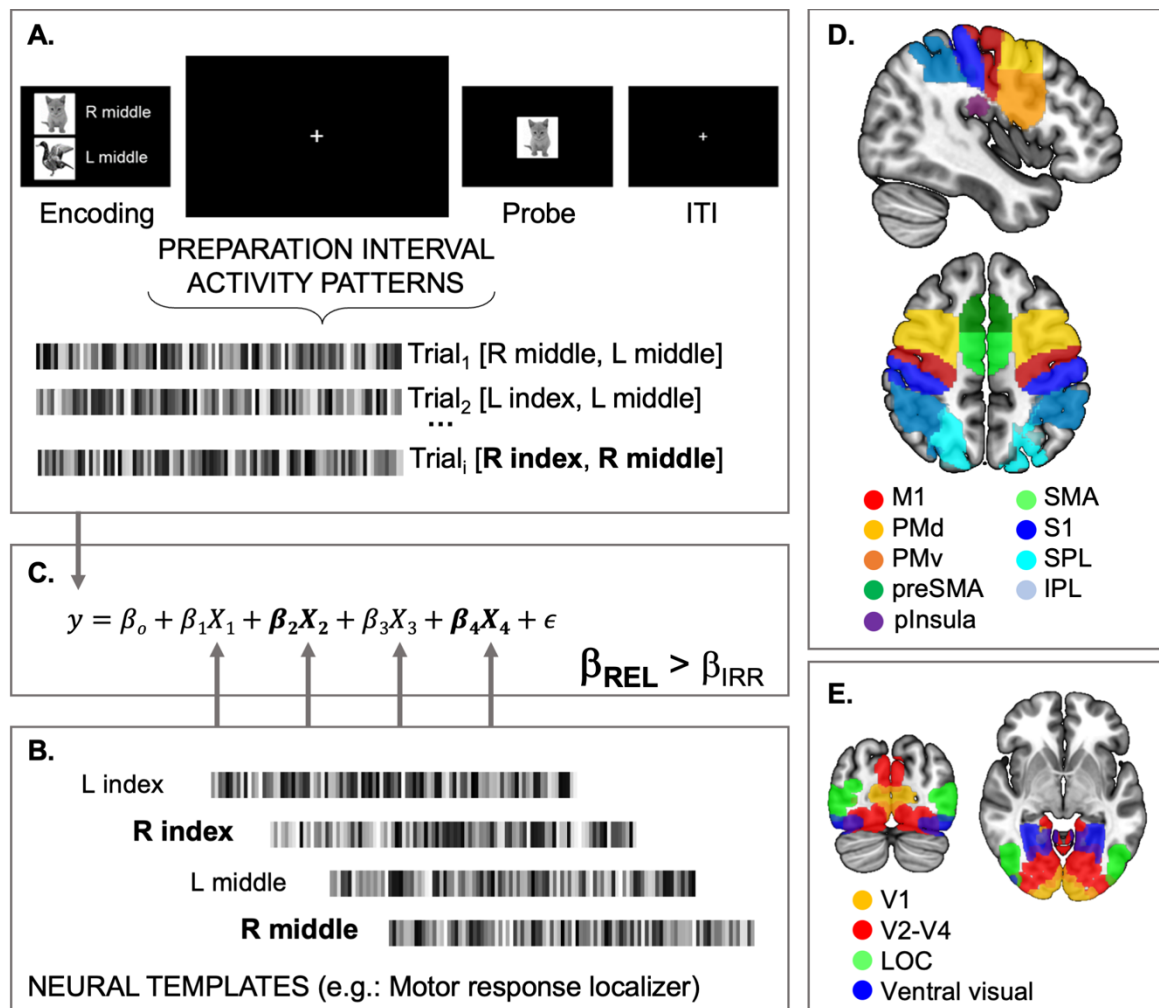 A.
R middle
L middle
+
+
Encoding
Probe
ITI
PREPARATION INTERVAL
ACTIVITY PATTERNS
Trial₁ [R middle, L middle]
Trial₂ [L index, L middle]
...
Trialᵢ [R index, R middle]
C.
y = βₒ + β₁X₁ + β₂X₂ + β₃X₃ + β₄X₄ + ϵ
β_REL > β_IRR
B.
L index
R index
L middle
R middle
NEURAL TEMPLATES (e.g.: Motor response localizer)
D.
M1
PMd
PMv
preSMA
pInsula
SMA
S1
SPL
IPL
E.
V1
V2-V4
LOC
Ventral visual